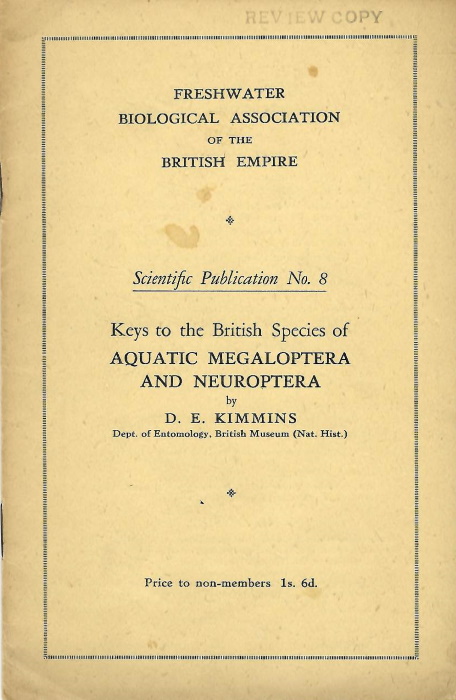 REVIEW COPY
FRESHWATER
BIOLOGICAL ASSOCIATION
OF THE
BRITISH EMPIRE
Scientific Publication No. 8
Keys to the British Species of
AQUATIC MEGALOPTERA
AND NEUROPTERA
by
D. E. KIMMINS
Dept. of Entomology, British Museum (Nat. Hist.)
Price to non-members 1s. 6d.